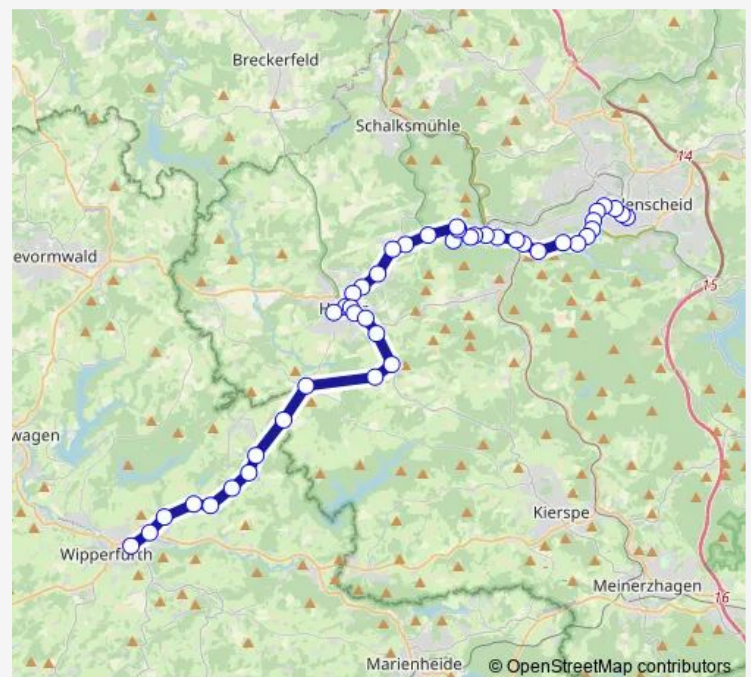 Breckerfeld
Schalksmühle
14
enscheid
evormwald
15
wagen
Kierspe
Wipperfürth
Meinerzhagen
16
Marienheide
© OpenStreetMap contributors